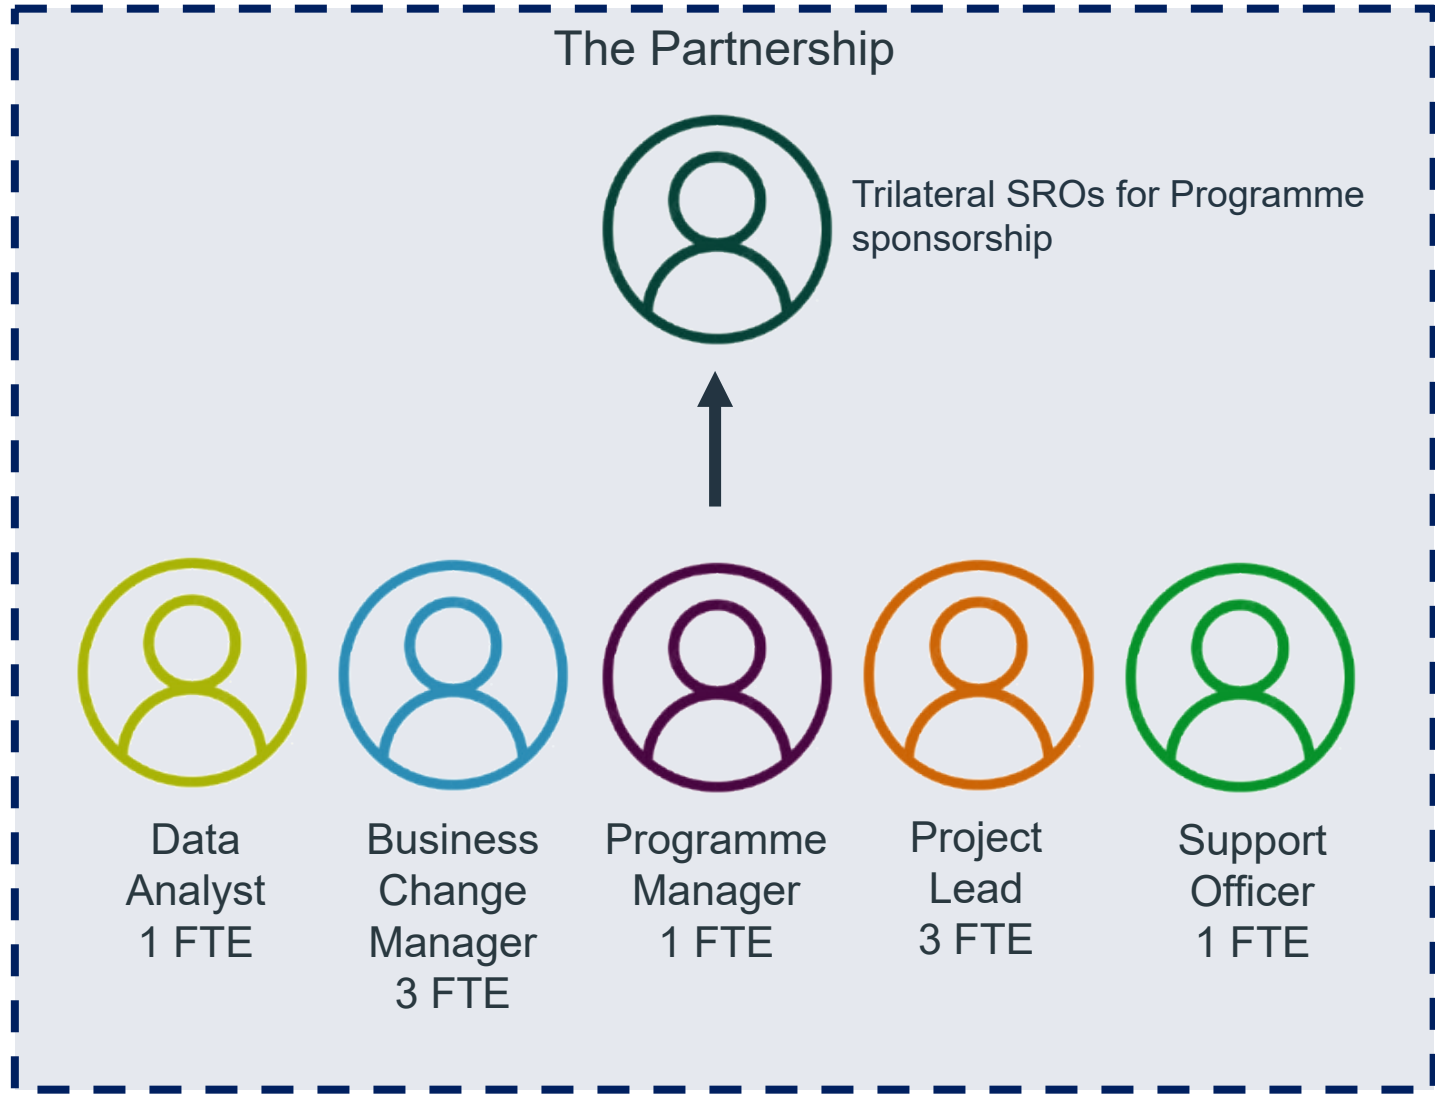 The Partnership
Trilateral SROs for Programme
sponsorship
Data
Analyst
1 FTE
Business
Change
Manager
3 FTE
Programme
Manager
1 FTE
Project
Lead
3 FTE
Support
Officer
1 FTE